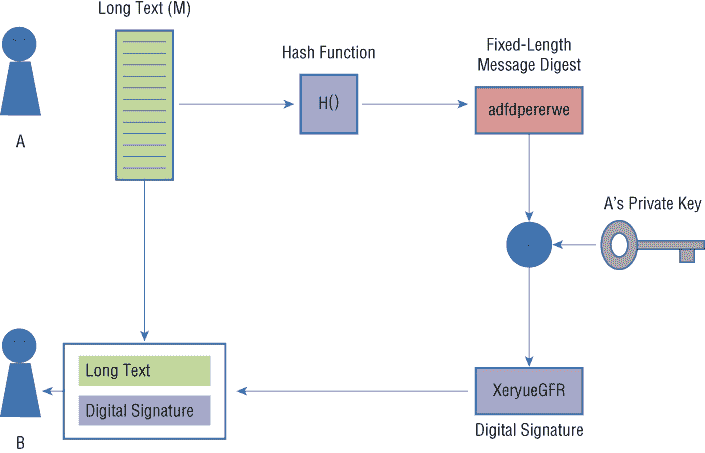 Long Text (M)
Hash Function
Fixed-Length
Message Digest
H()
adfdpererwe
A
A's Private Key
Long Text
Digital Signature
XeryueGFR
Digital Signature
B